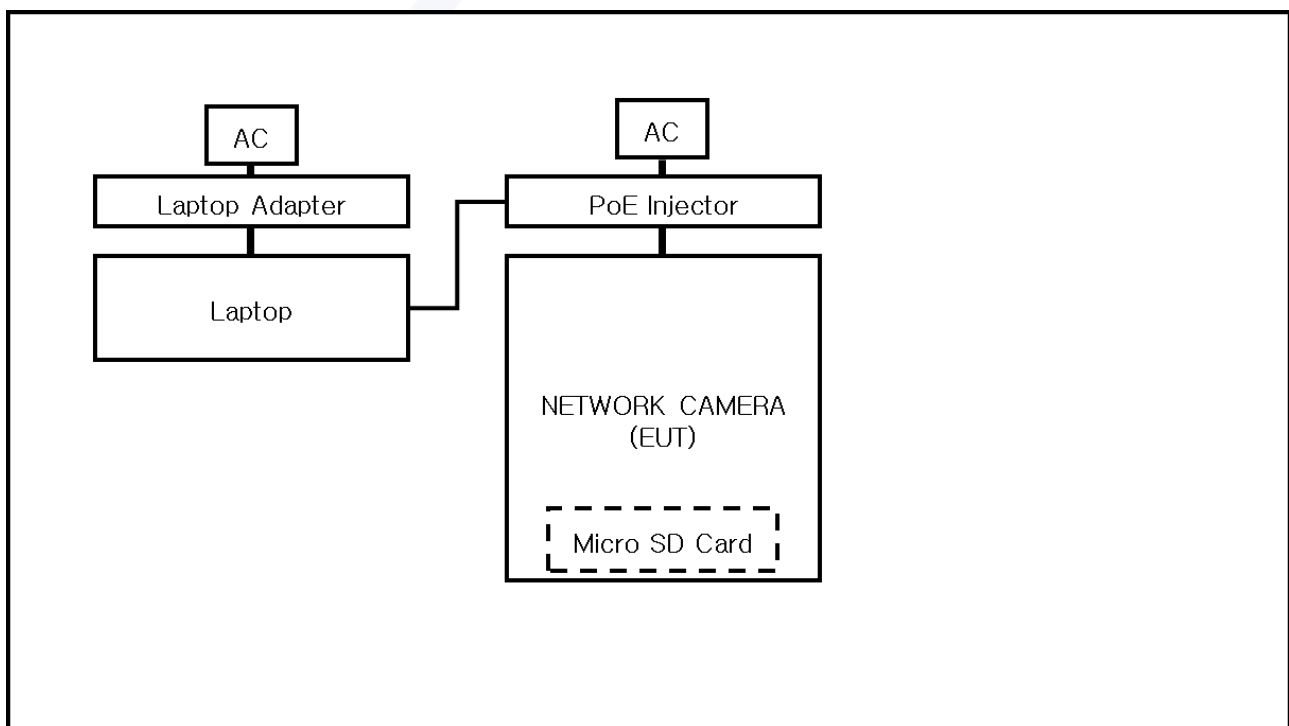 AC
Laptop Adapter
Laptop
AC
PoE Injector
NETWORK CAMERA
(EUT)
Micro SD Card